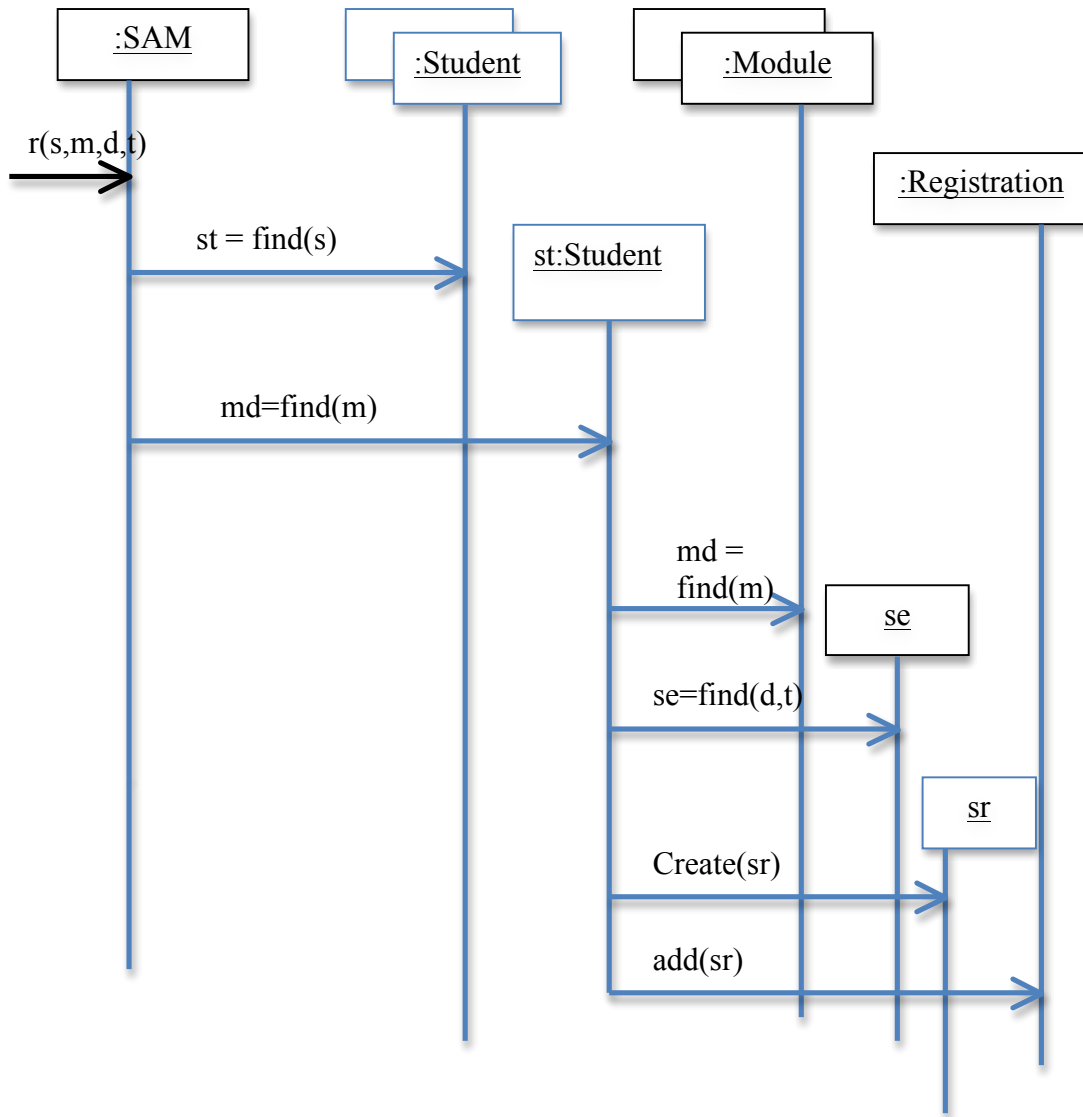 :SAM
:Student
:Module
r(s,m,d,t)
:Registration
st = find(s)
st:Student
md=find(m)
md =
find(m)
se
se=find(d,t)
sr
Create(sr)
add(sr)